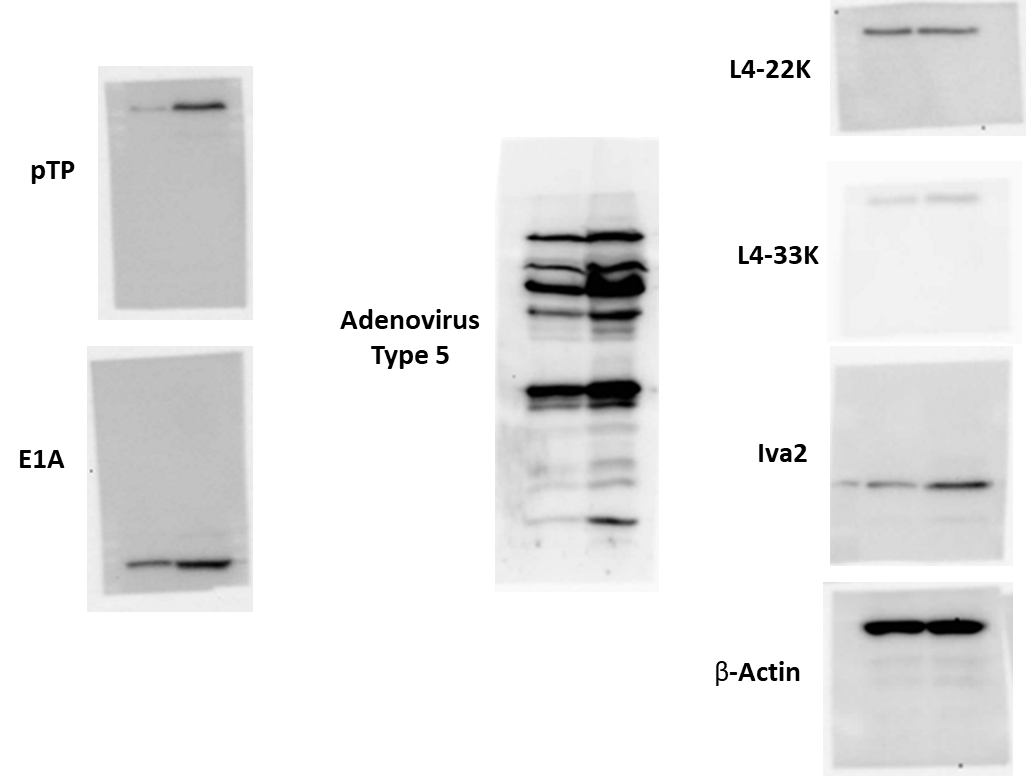 pTP
E1A
Adenovirus
Type 5
L4-22K
L4-33K
Iva2
β-Actin